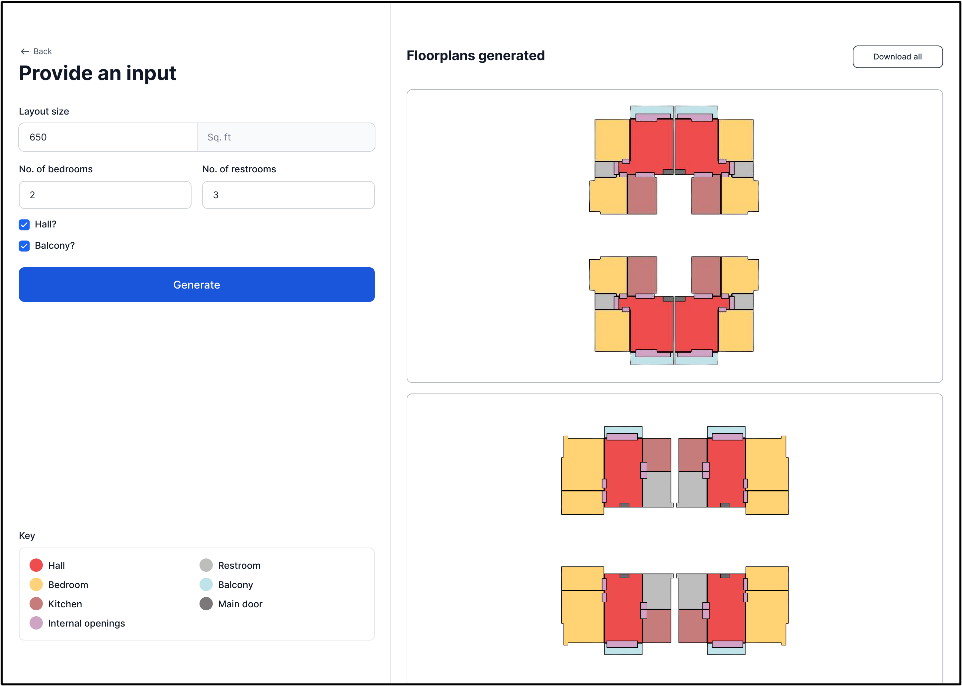 ← Back
Provide an input
Layout size
650 Sq. ft
No. of bedrooms No. of restrooms
2 3
Hall?
Balcony?
Generate
Key
Hall Restroom
Bedroom Balcony
Kitchen Main door
Internal openings
Floorplans generated
Download all